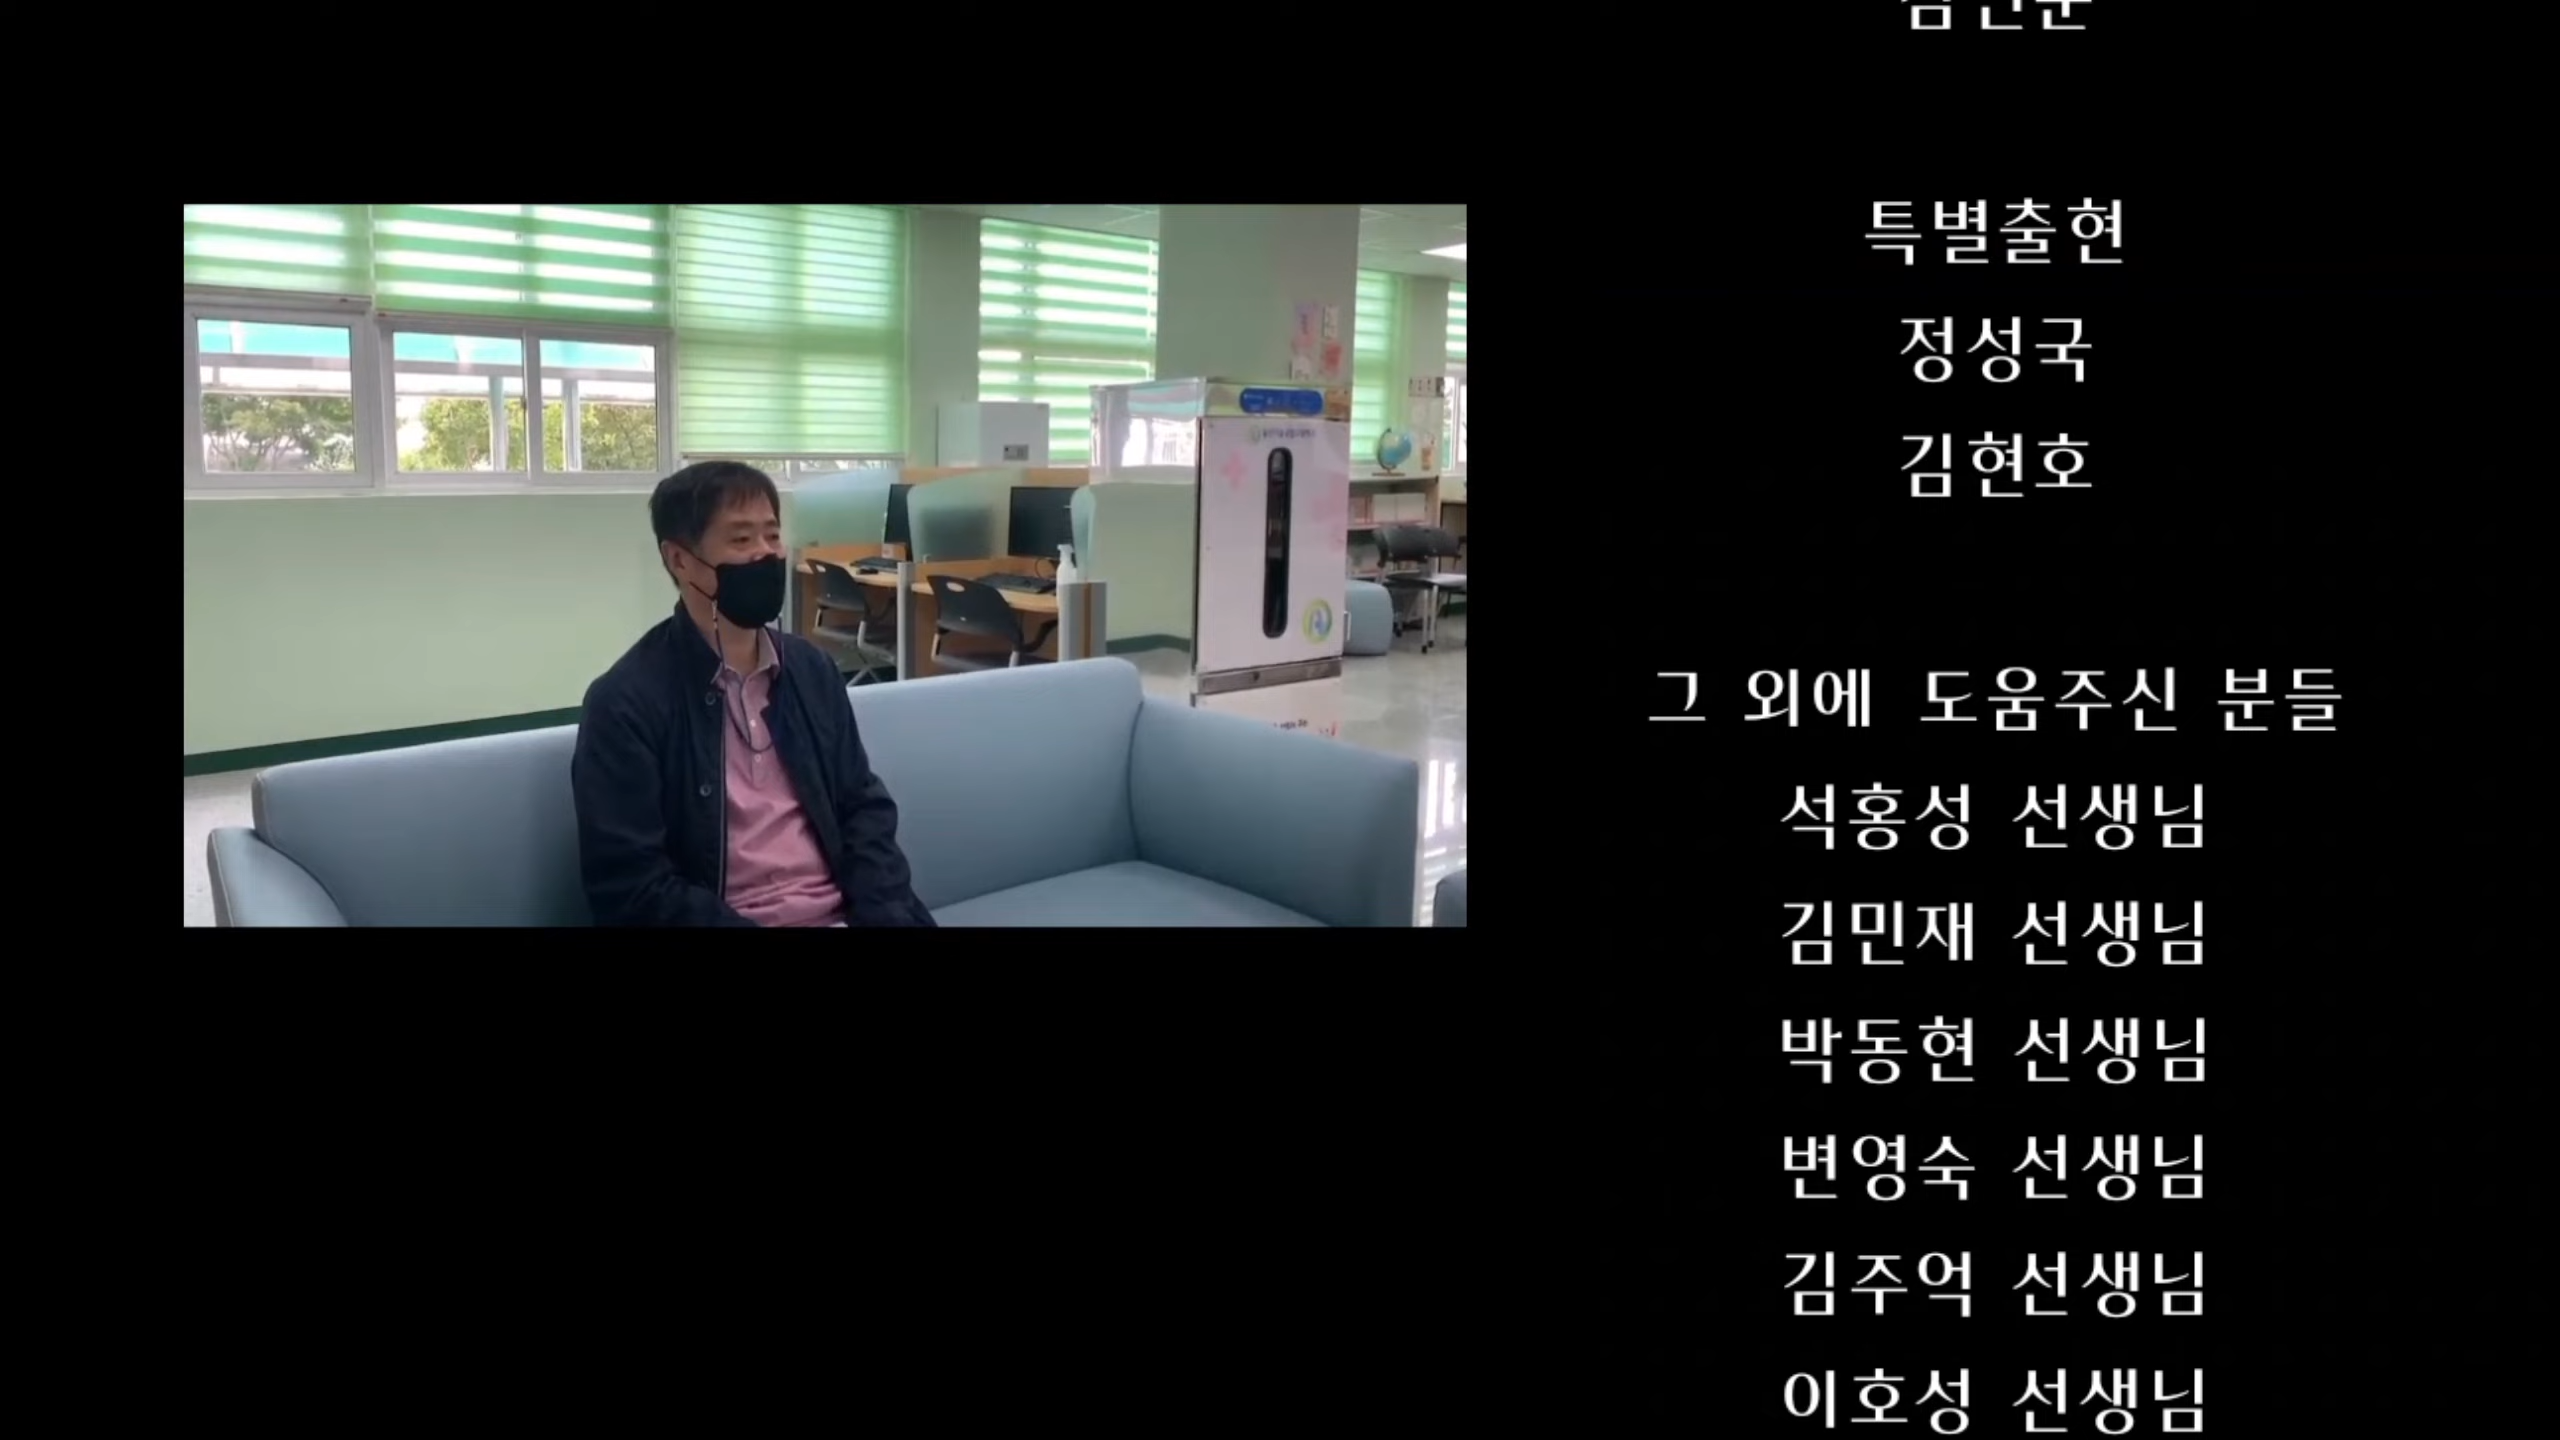 특별출현
정성국
김현호
그 외에 도움주신 분들
석홍성 선생님
김민재 선생님
박동현 선생님
변영숙 선생님
김주억 선생님
이호성 선생님